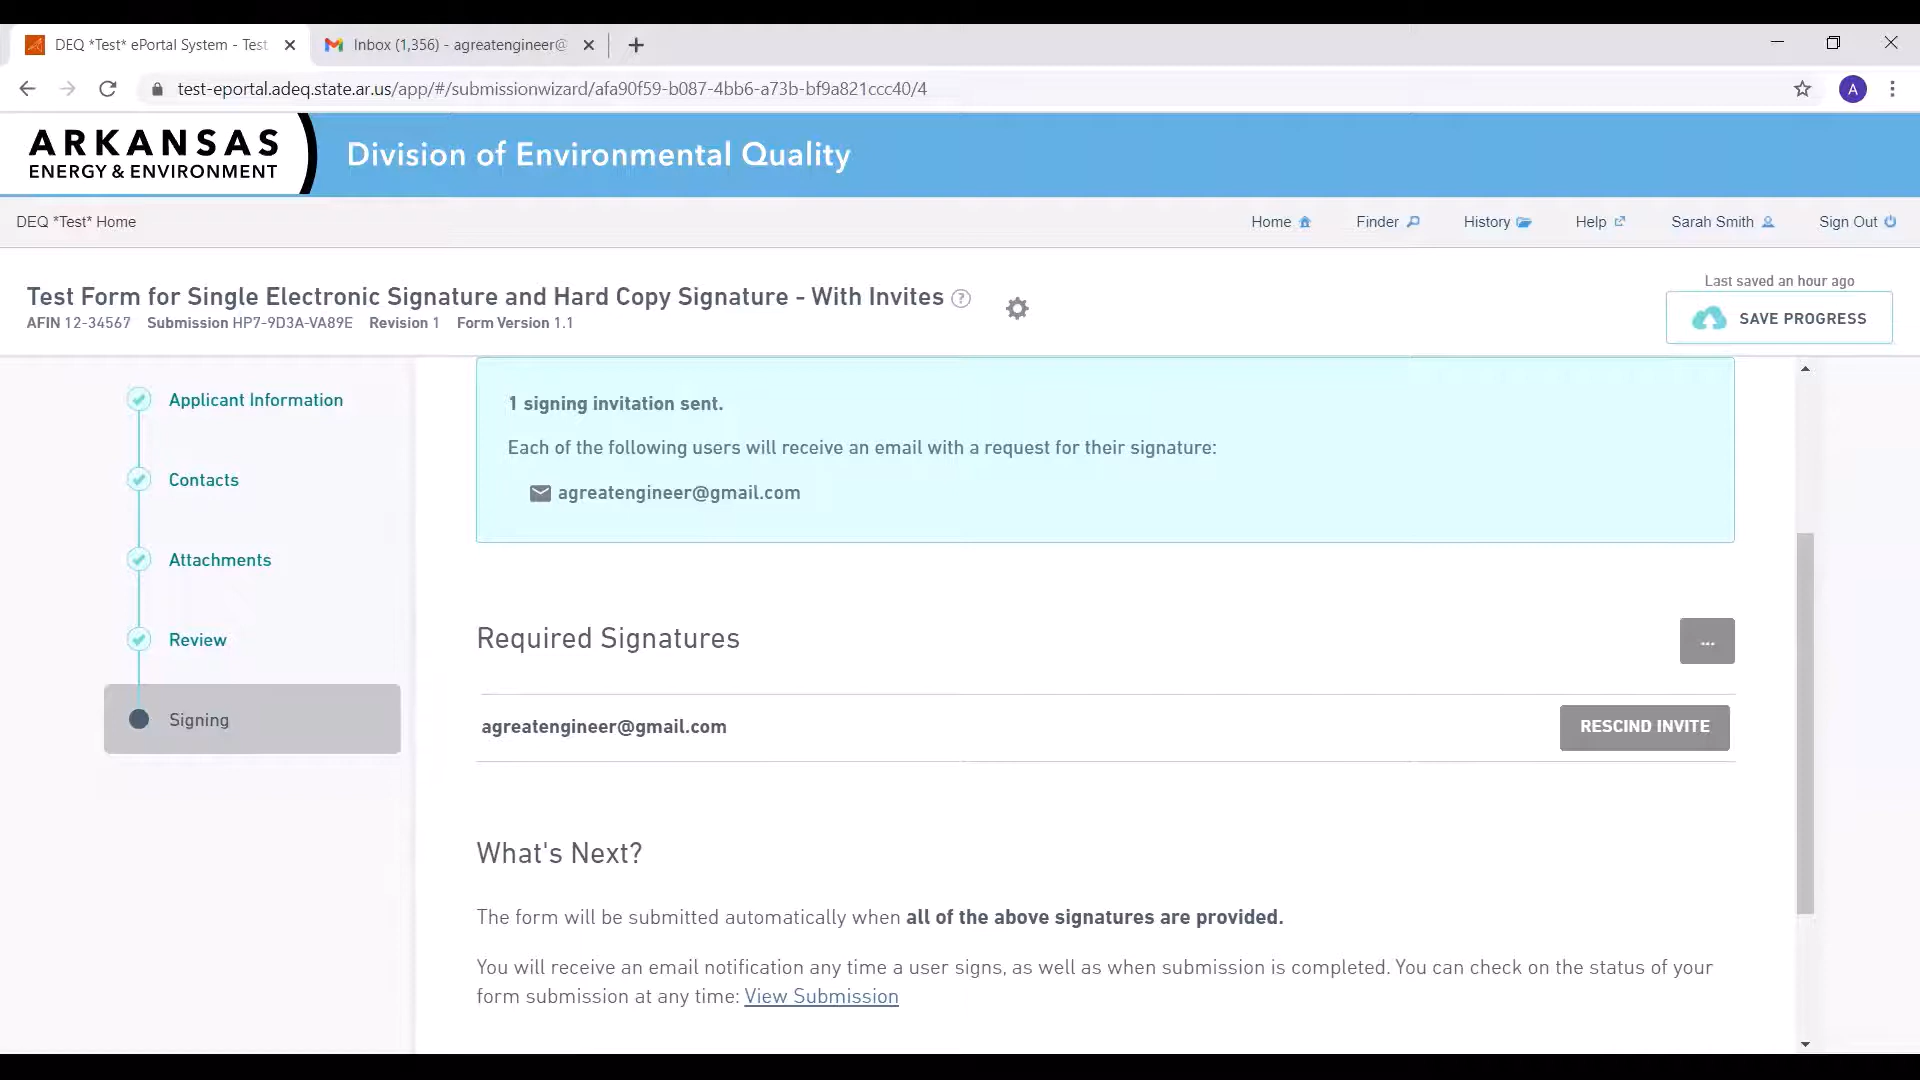 DEQ *Test* ePortal System - Test
Inbox (1,356) - agreatengineer@
test-eportal.adeq.state.ar.us/app/#/submissionwizard/afa90f59-b087-4bb6-a73b-bf9a821ccc40/4
A
ARKANSAS
ENERGY & ENVIRONMENT
Division of Environmental Quality
DEQ *Test* Home
Home
Finder
History
Help
Sarah Smith
Sign Out
Test Form for Single Electronic Signature and Hard Copy Signature - With Invites ?
AFIN 12-34567 Submission HP7-9D3A-VA89E Revision 1 Form Version 1.1
Last saved an hour ago
SAVE PROGRESS
Applicant Information
Contacts
Attachments
Review
Signing
1 signing invitation sent.
Each of the following users will receive an email with a request for their signature:
agreatengineer@gmail.com
Required Signatures
...
agreatengineer@gmail.com
RESCIND INVITE
What's Next?
The form will be submitted automatically when all of the above signatures are provided.
You will receive an email notification any time a user signs, as well as when submission is completed. You can check on the status of your
form submission at any time: View Submission